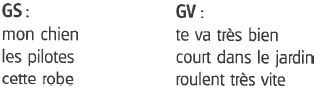 GS :
mon chien
les pilotes
cette robe
GV :
te va très bien
court dans le jardin
roulent très vite